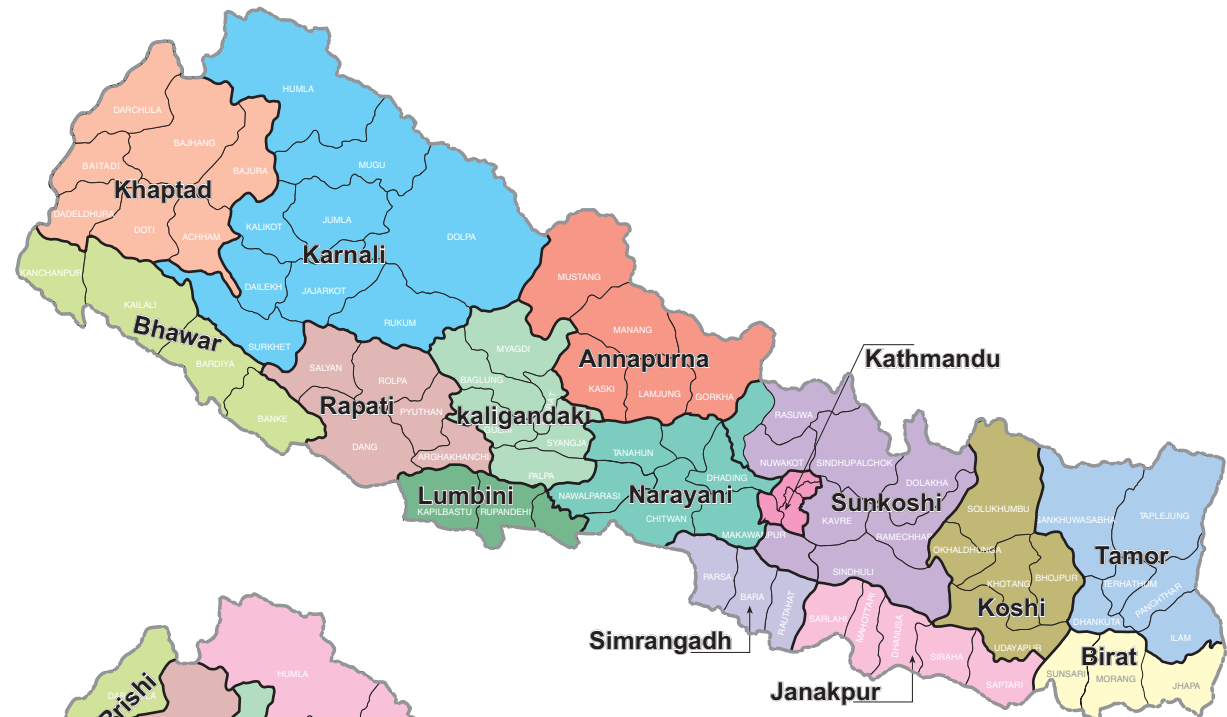 HUMLA
DARCHULA
BAJHANG
BAITADI
BAJURA
MUGU
Khaptad
DADELDHURA
DOTI
ACHHAM
KALIKOT
JUMLA
DOLPA
Karnali
KANCHANPUR
KAILALI
DAILEKH
JAJARKOT
RUKUM
MUSTANG
Bhawar
SURKHET
BARDIYA
BANKE
SALYAN
ROLPA
Rapati
PYUTHAN
DANG
ARGHAKHANCHI
MYAGDI
BAGLUNG
kaligandaki
SYANGJA
PALPA
MANANG
Annapurna
KASKI
LAMJUNG
GORKHA
Kathmandu
RASUWA
NUWAKOT
SINDHUPALCHOK
DOLAKHA
TANAHUN
DHADING
Lumbini
KAPILBASTU
RUPANDEHI
NAWALPARASI
Narayani
CHITWAN
MAKAWANPUR
Sunkoshi
KAVRE
RAMECHHAP
SINDHULI
SOLUKHUMBU
SANKHUWASABHA
TAPLEJUNG
OKHALDHUNGA
KHOTANG
BHOJPUR
Koshi
UDAYAPUR
Tamor
TERHATHUM
PANCHTHAR
DHANKUTA
ILAM
PARSA
BARA
RAUTAHAT
Simrangadh
SARLAHI
MAHOTTARI
DHANUSA
SIRAHA
SAPTARI
Janakpur
Birat
SUNSARI
MORANG
JHAPA
HUMLA